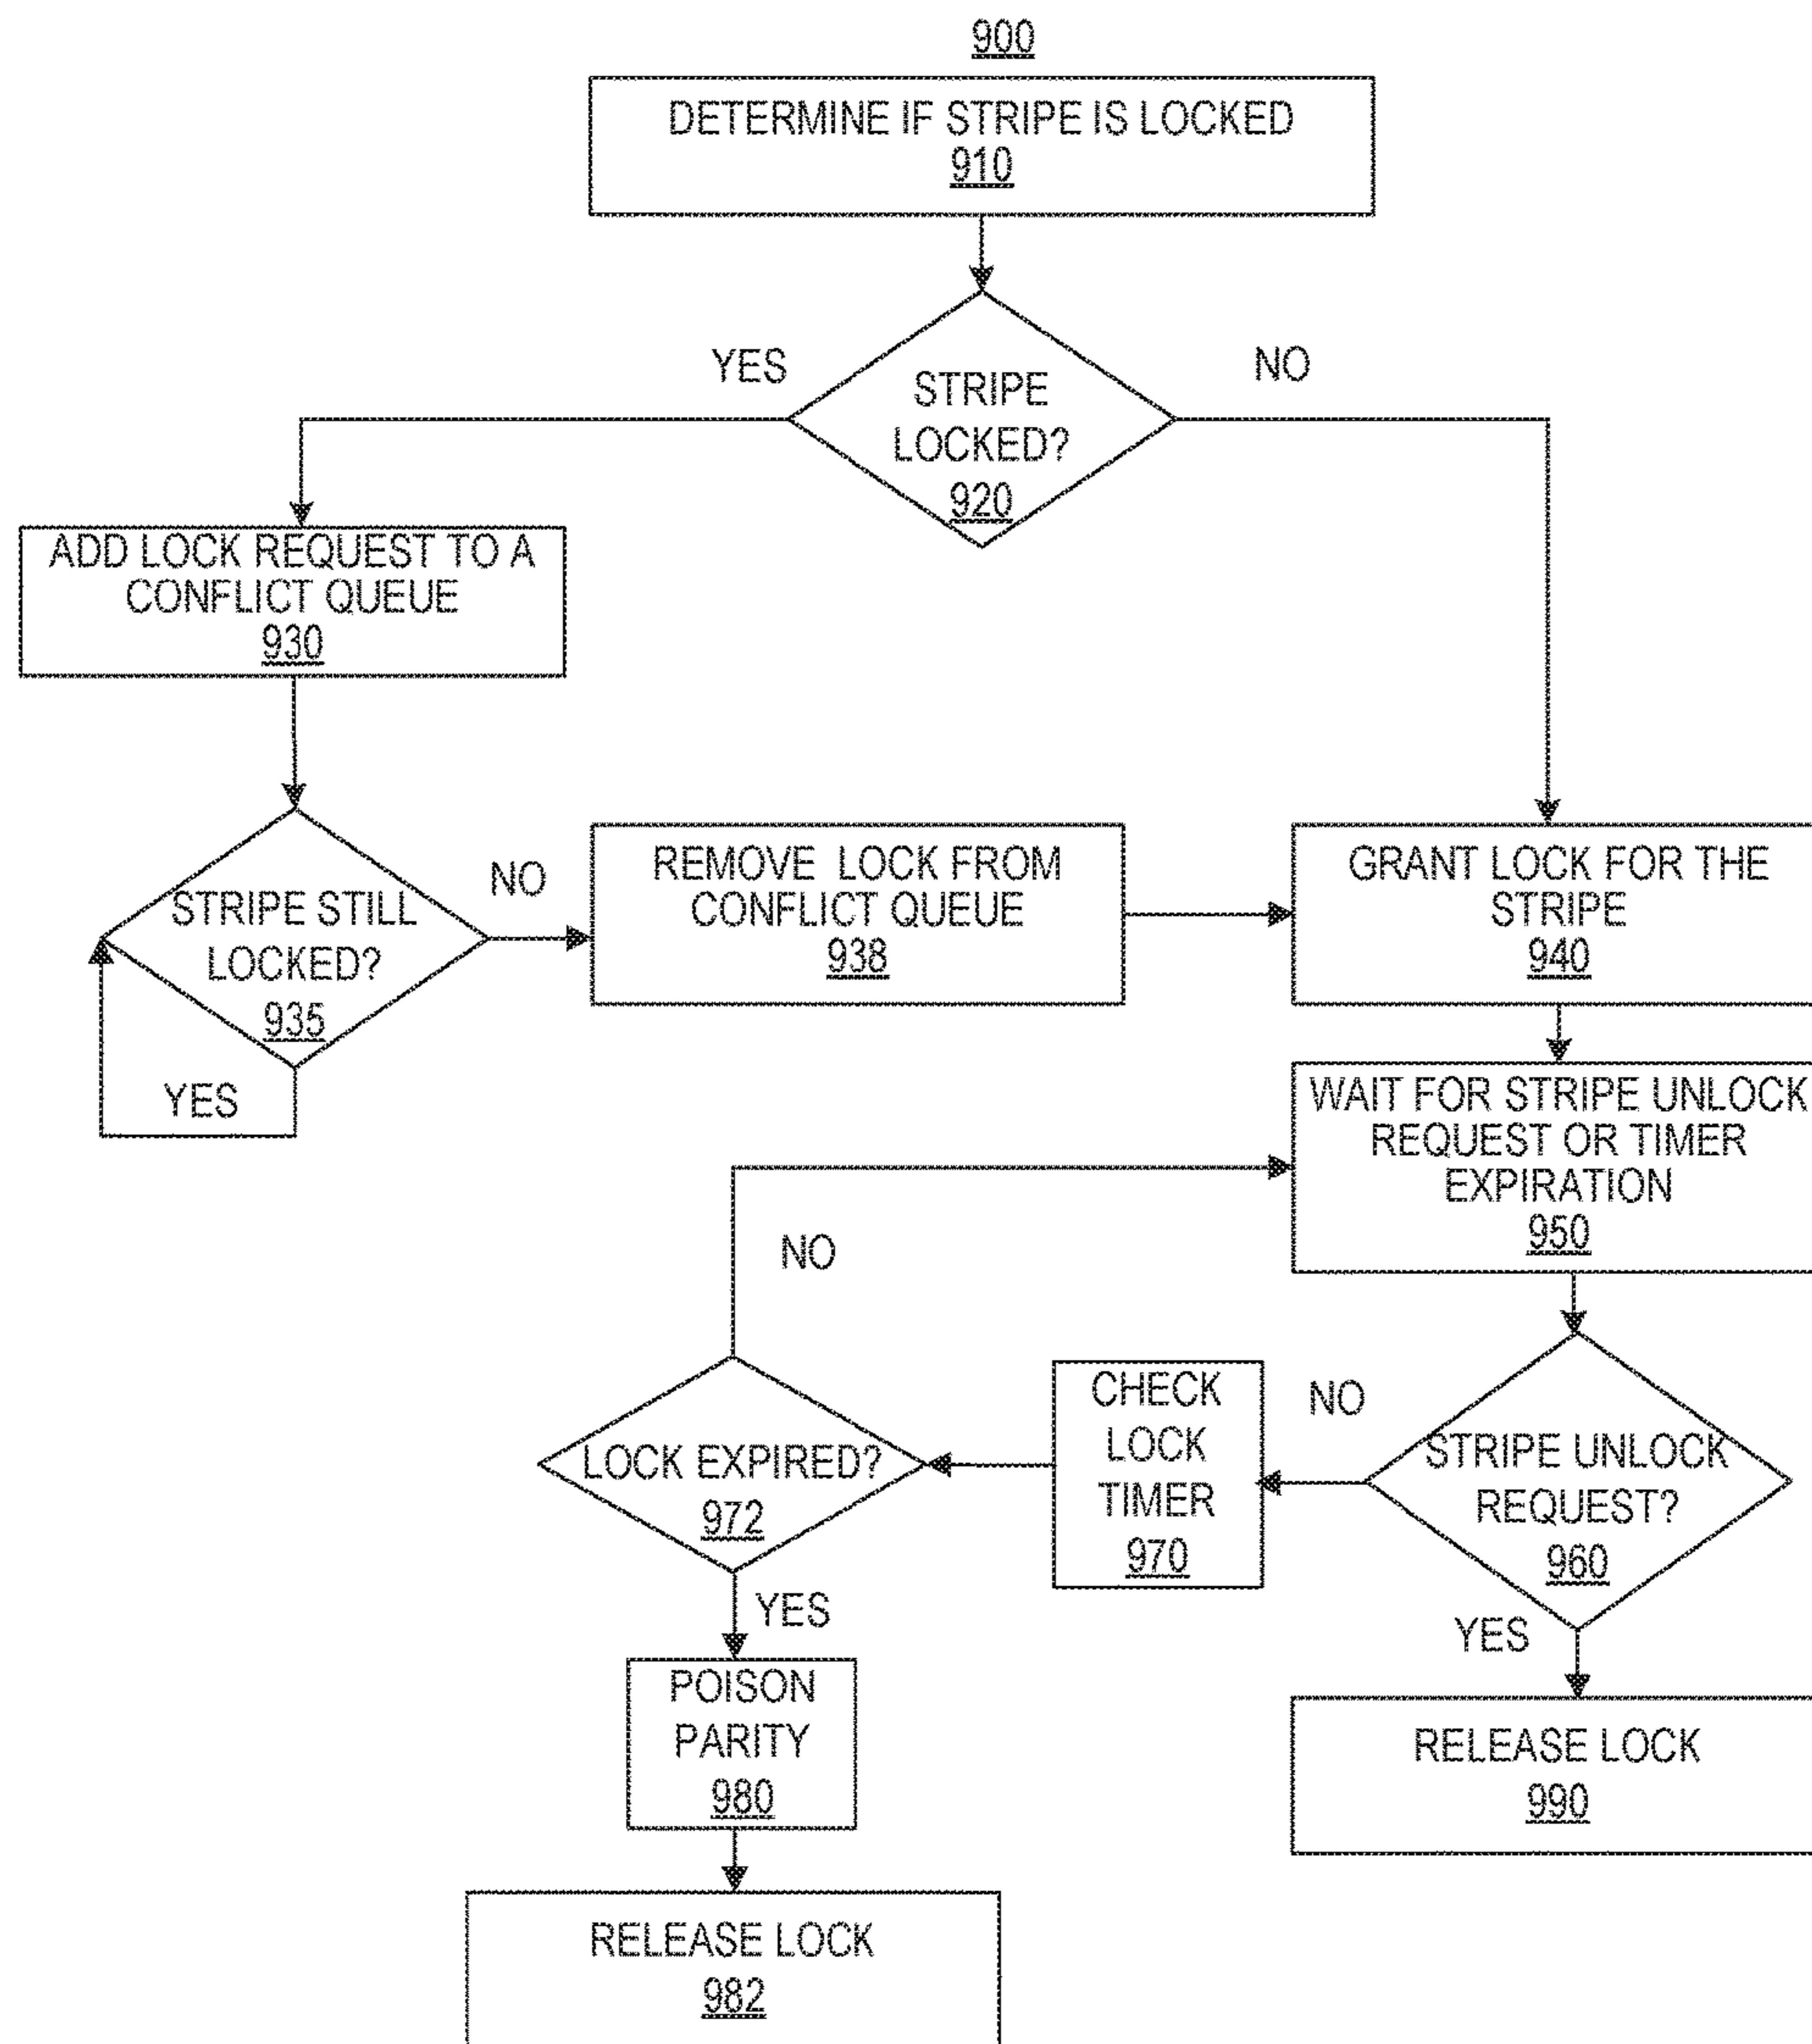 900
DETERMINE IF STRIPE IS LOCKED
910
YES
NO
STRIPE
LOCKED?
920
ADD LOCK REQUEST TO A
CONFLICT QUEUE
930
STRIPE STILL
LOCKED?
935
YES
NO
REMOVE LOCK FROM
CONFLICT QUEUE
938
GRANT LOCK FOR THE
STRIPE
940
WAIT FOR STRIPE UNLOCK
REQUEST OR TIMER
EXPIRATION
950
NO
STRIPE UNLOCK
REQUEST?
960
NO
CHECK
LOCK
TIMER
970
LOCK EXPIRED?
972
YES
POISON
PARITY
980
RELEASE LOCK
982
YES
RELEASE LOCK
990